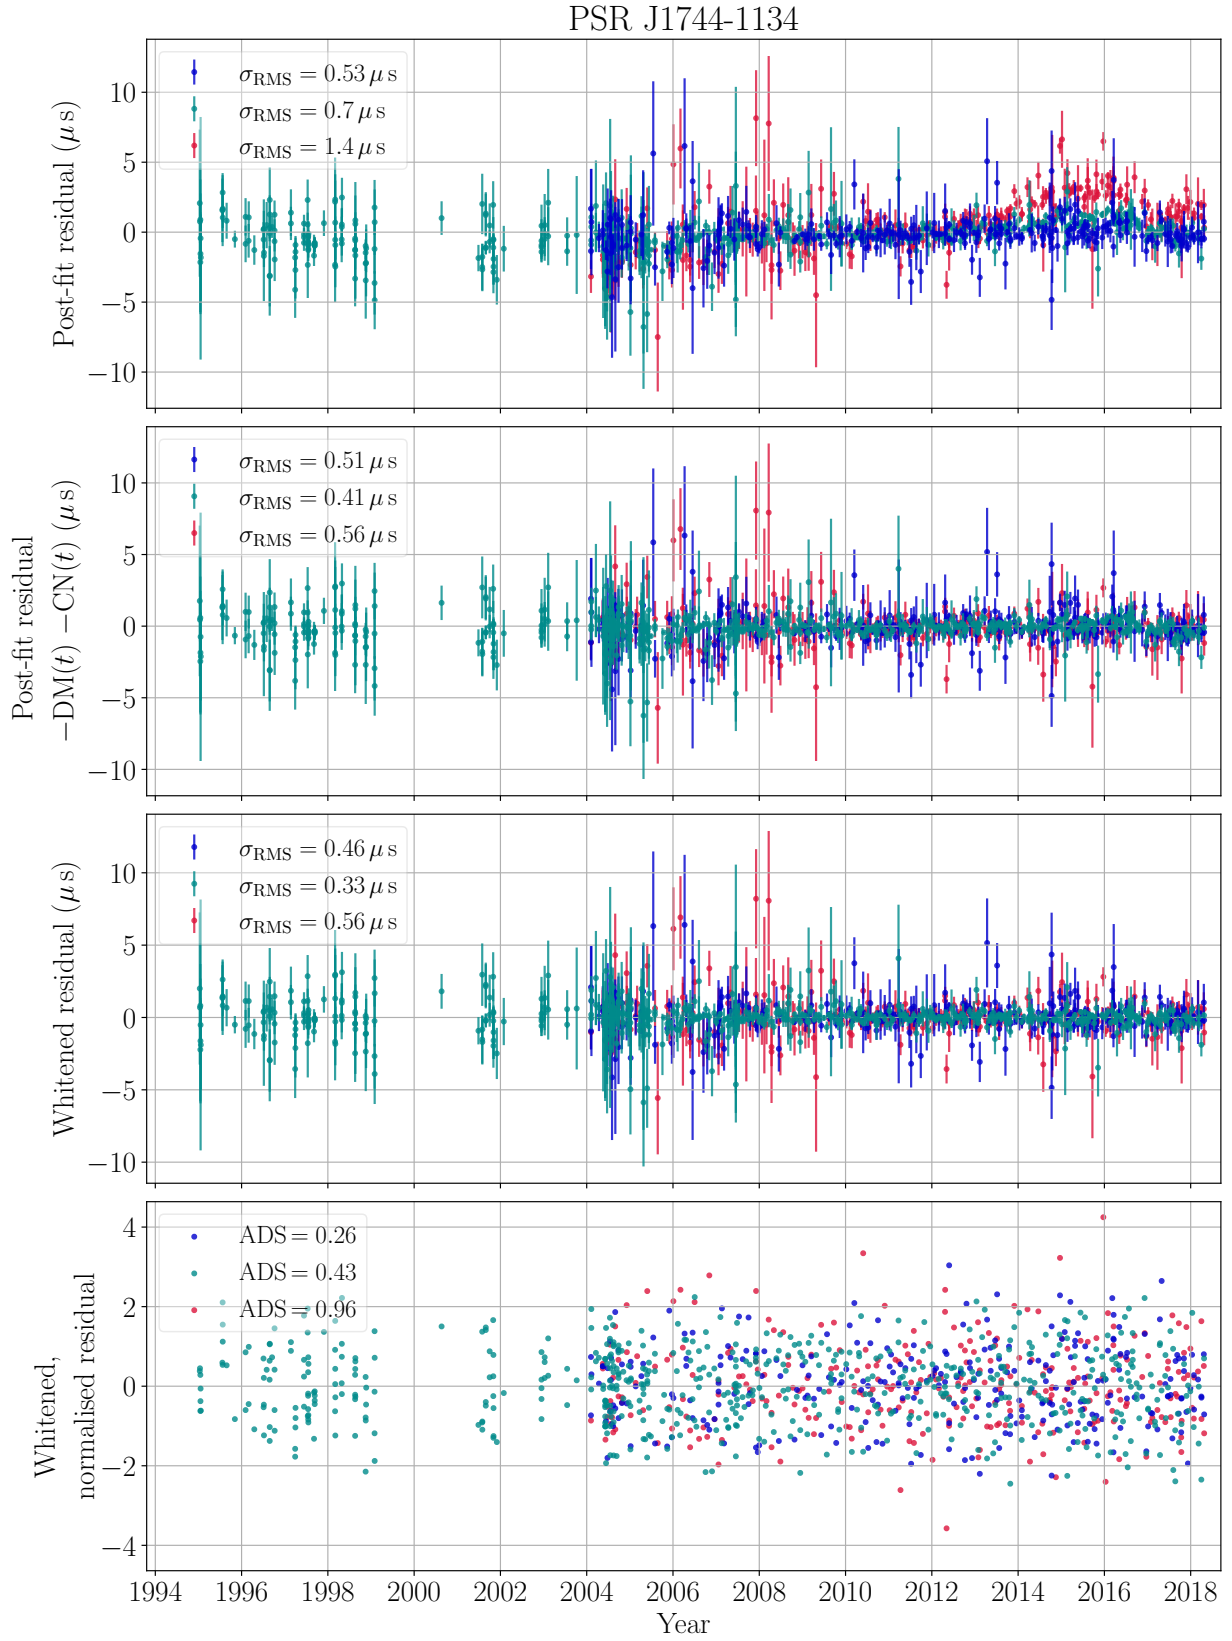 PSR J1744-1134
Post-fit residual (μs)
10
5
0
−5
−10
σRMS = 0.53 μs
σRMS = 0.7 μs
σRMS = 1.4 μs
Post-fit residual
−DM(t) −CN(t) (μs)
10
5
0
−5
−10
σRMS = 0.51 μs
σRMS = 0.41 μs
σRMS = 0.56 μs
Whitened residual (μs)
10
5
0
−5
−10
σRMS = 0.46 μs
σRMS = 0.33 μs
σRMS = 0.56 μs
Whitened,
normalised residual
4
2
0
−2
−4
ADS = 0.26
ADS = 0.43
ADS = 0.96
1994 1996 1998 2000 2002 2004 2006 2008 2010 2012 2014 2016 2018
Year